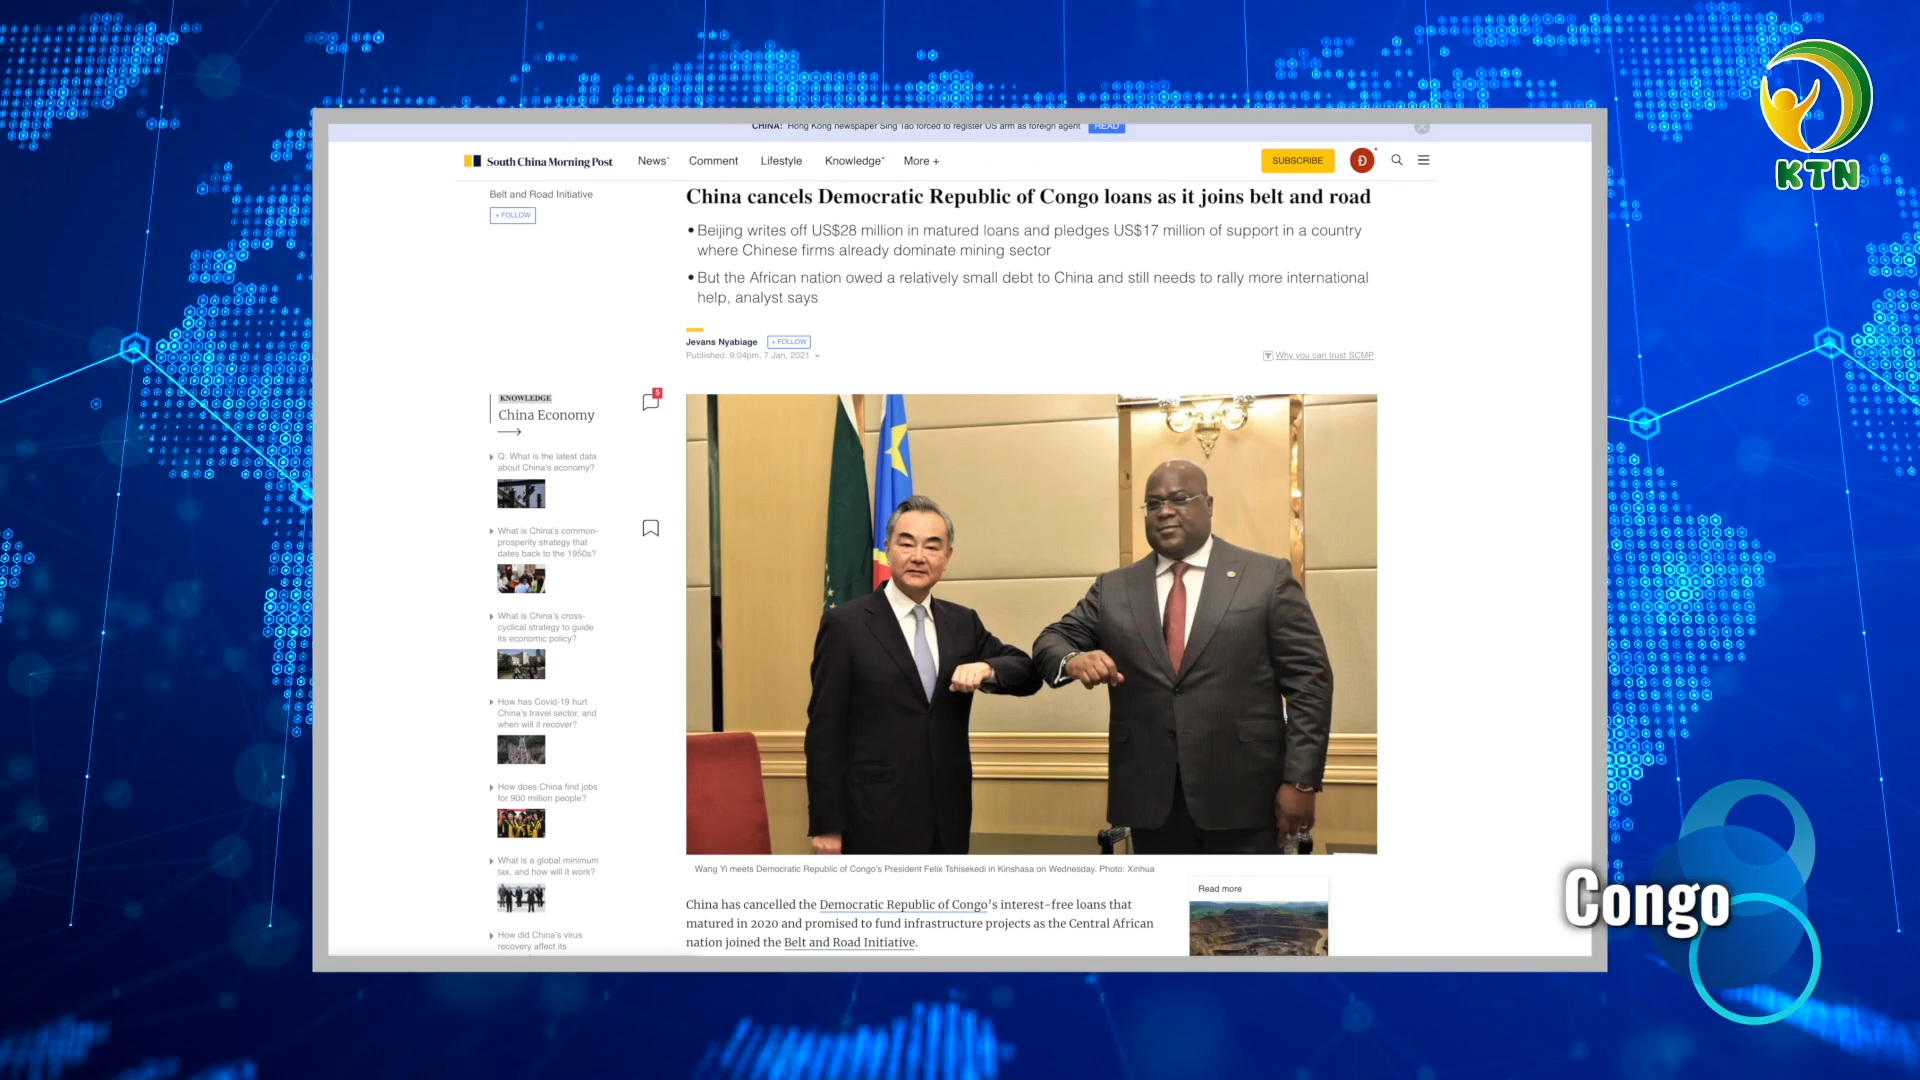 CHINA: Hong Kong newspaper Sing Tao forced to register US arm as foreign agent READ
South China Morning Post News Comment Lifestyle Knowledge More + SUBSCRIBE Đ
KTN
Belt and Road Initiative
+ FOLLOW
China cancels Democratic Republic of Congo loans as it joins belt and road
Beijing writes off US$28 million in matured loans and pledges US$17 million of support in a country
where Chinese firms already dominate mining sector
But the African nation owed a relatively small debt to China and still needs to rally more international
help, analyst says
Jevans Nyabiage + FOLLOW
Published: 9:04pm, 7 Jan, 2021
Why you can trust SCMP
KNOWLEDGE
China Economy
Q: What is the latest data
about China's economy?
What is China's common-
prosperity strategy that
dates back to the 1950s?
What is China's cross-
cyclical strategy to guide
its economic policy?
How has Covid-19 hurt
China's travel sector, and
when will it recover?
How does China find jobs
for 900 million people?
What is a global minimum
tax, and how will it work?
How did China's virus
recovery affect its
Wang Yi meets Democratic Republic of Congo's President Felix Tshisekedi in Kinshasa on Wednesday. Photo: Xinhua
China has cancelled the Democratic Republic of Congo's interest-free loans that
matured in 2020 and promised to fund infrastructure projects as the Central African
nation joined the Belt and Road Initiative.
Read more
Congo